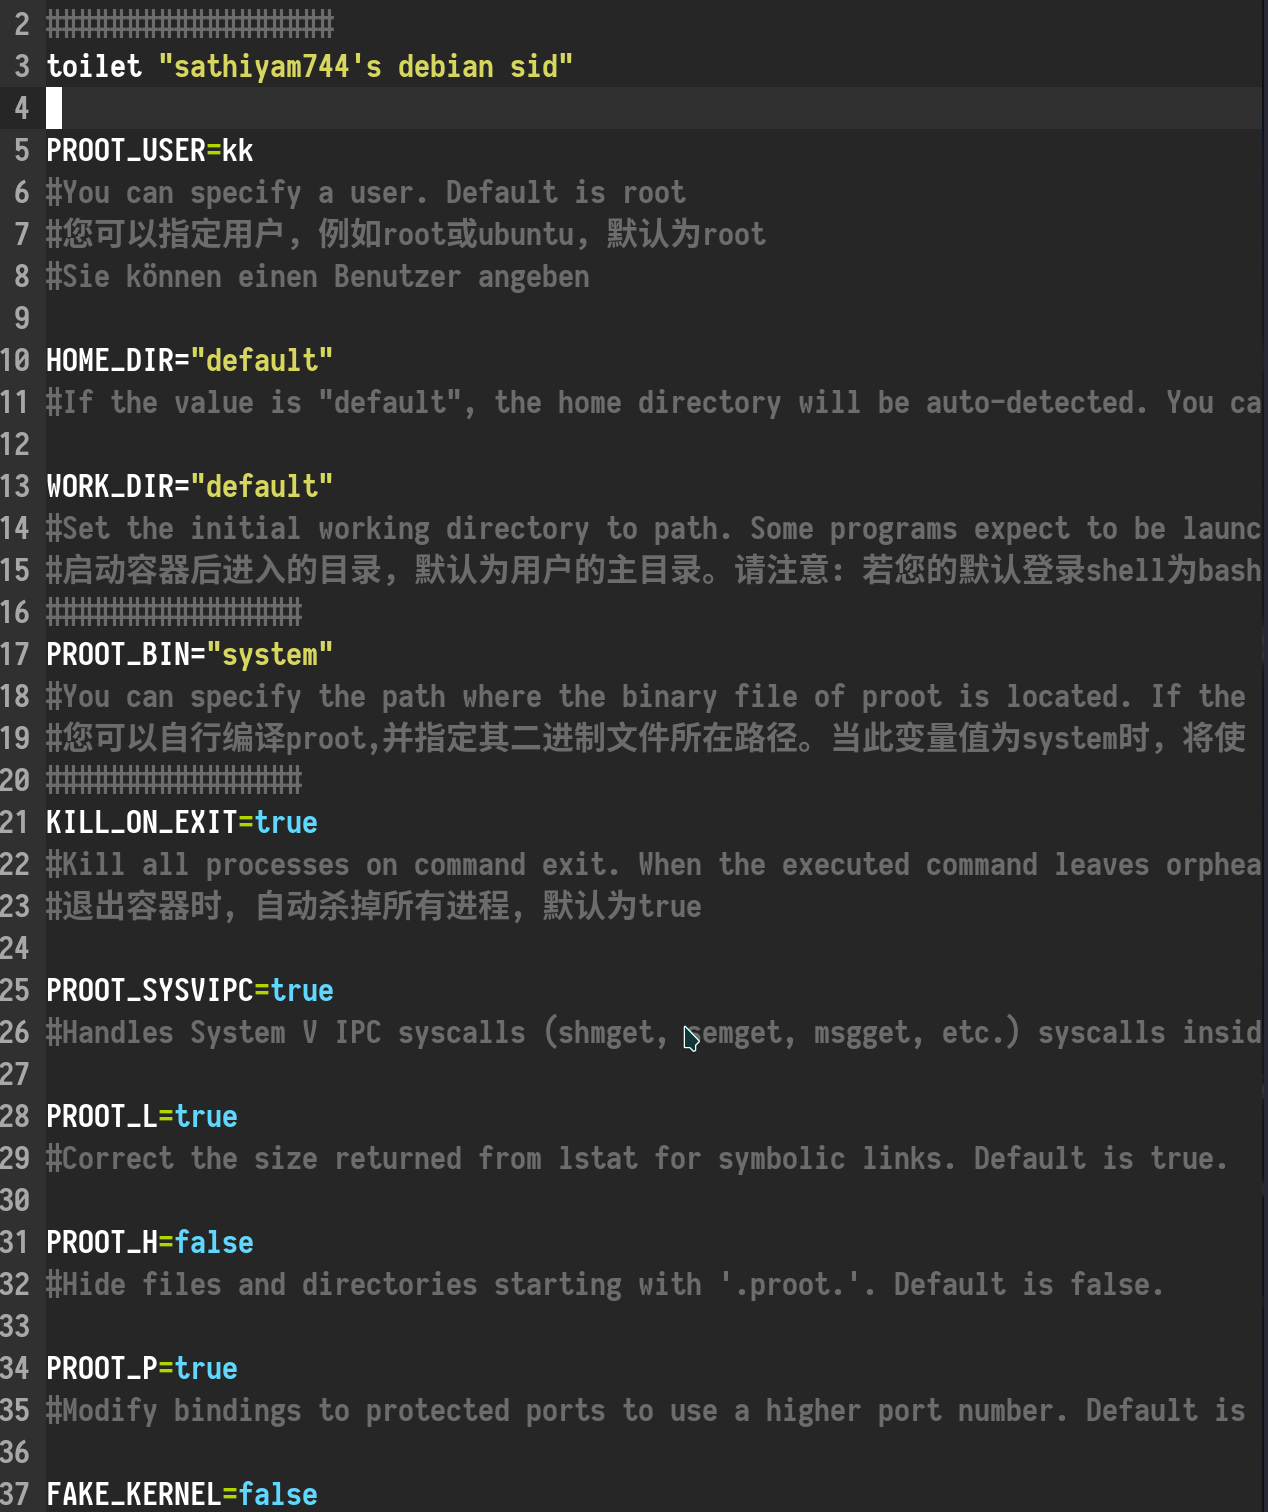 2 ##################
3 toilet "sathiyam744's debian sid"
4
5 PROOT_USER=kk
6 #You can specify a user. Default is root
7 #您可以指定用户，例如root或ubuntu，默认为root
8 #Sie können einen Benutzer angeben
9
10 HOME_DIR="default"
11 #If the value is "default", the home directory will be auto-detected. You ca
12
13 WORK_DIR="default"
14 #Set the initial working directory to path. Some programs expect to be launc
15 #启动容器后进入的目录，默认为用户的主目录。请注意：若您的默认登录shell为bash
16 ################
17 PROOT_BIN="system"
18 #You can specify the path where the binary file of proot is located. If the
19 #您可以自行编译proot,并指定其二进制文件所在路径。当此变量值为system时，将使
20 ################
21 KILL_ON_EXIT=true
22 #Kill all processes on command exit. When the executed command leaves orphea
23 #退出容器时，自动杀掉所有进程，默认为true
24
25 PROOT_SYSVIPC=true
26 #Handles System V IPC syscalls (shmget, semget, msgget, etc.) syscalls insid
27
28 PROOT_L=true
29 #Correct the size returned from lstat for symbolic links. Default is true.
30
31 PROOT_H=false
32 #Hide files and directories starting with '.proot.'. Default is false.
33
34 PROOT_P=true
35 #Modify bindings to protected ports to use a higher port number. Default is
36
37 FAKE_KERNEL=false